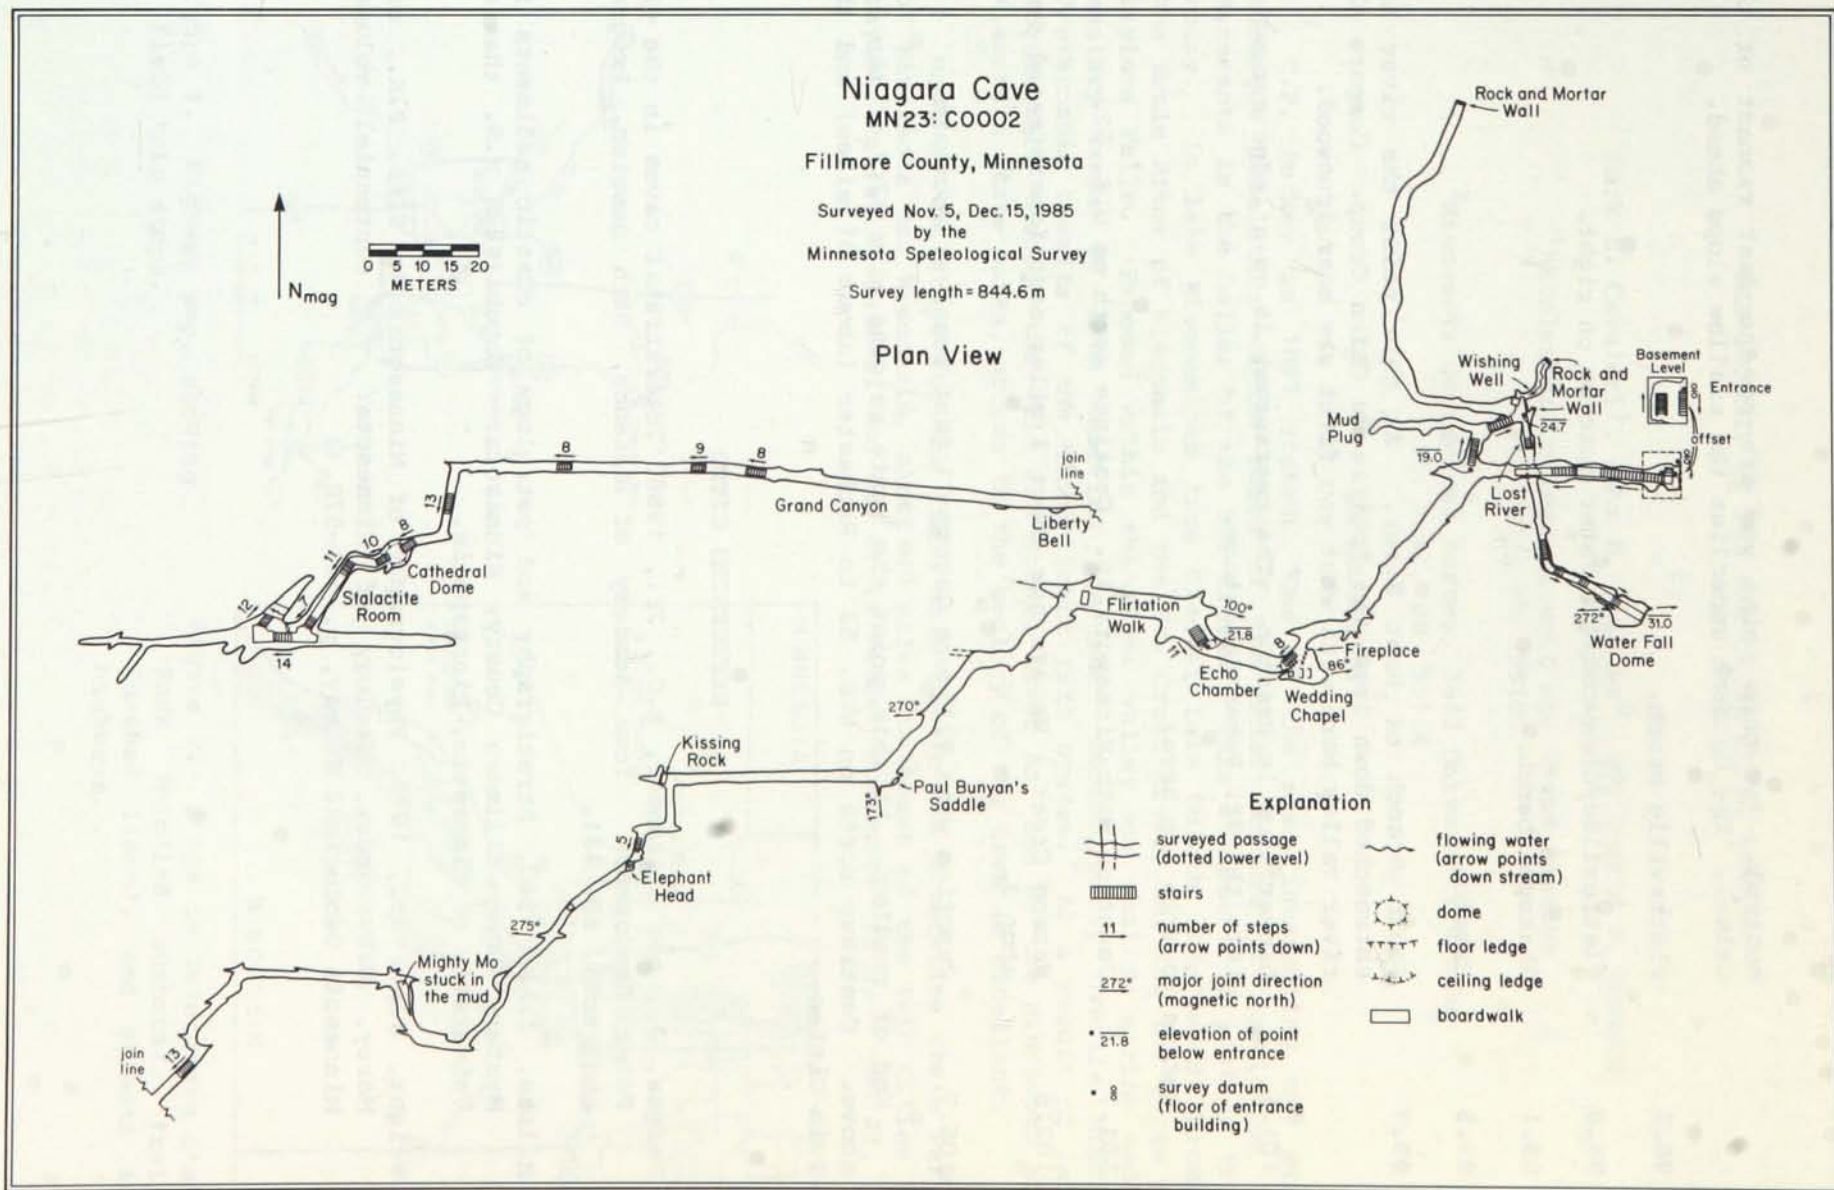 Niagara Cave
MN23: C0002
Fillmore County, Minnesota
Surveyed Nov. 5, Dec. 15, 1985
by the
Minnesota Speleological Survey
Survey length = 844.6 m
Plan View
Nmag
0 5 10 15 20
METERS
Rock and Mortar
Wall
Wishing
Well
Rock and
Mortar
Wall
Basement
Level
Entrance
offset
24.7
Mud
Plug
19.0
Lost
River
272°
31.0
Water Fall
Dome
8
9
8
join
line
Grand Canyon
Liberty
Bell
13
8
10
11
Cathedral
Dome
Stalactite
Room
12
14
Flirtation
Walk
100°
21.8
11
8
Echo
Chamber
Fireplace
86°
Wedding
Chapel
270°
Kissing
Rock
173°
Paul Bunyan's
Saddle
5
Elephant
Head
275°
Mighty Mo
stuck in
the mud
join
line
13
Explanation
surveyed passage
(dotted lower level)
stairs
11
number of steps
(arrow points down)
272°
major joint direction
(magnetic north)
21.8
elevation of point
below entrance
survey datum
(floor of entrance
building)
flowing water
(arrow points
down stream)
dome
floor ledge
ceiling ledge
boardwalk